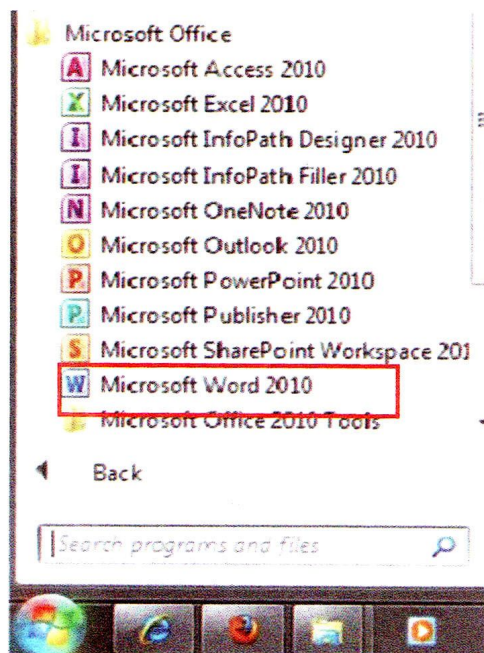 Microsoft Office
Microsoft Access 2010
Microsoft Excel 2010
Microsoft InfoPath Designer 2010
Microsoft InfoPath Filler 2010
Microsoft OneNote 2010
Microsoft Outlook 2010
Microsoft PowerPoint 2010
Microsoft Publisher 2010
Microsoft SharePoint Workspace 201
Microsoft Word 2010
Microsoft Office 2010 Tools
Back
Search programs and files